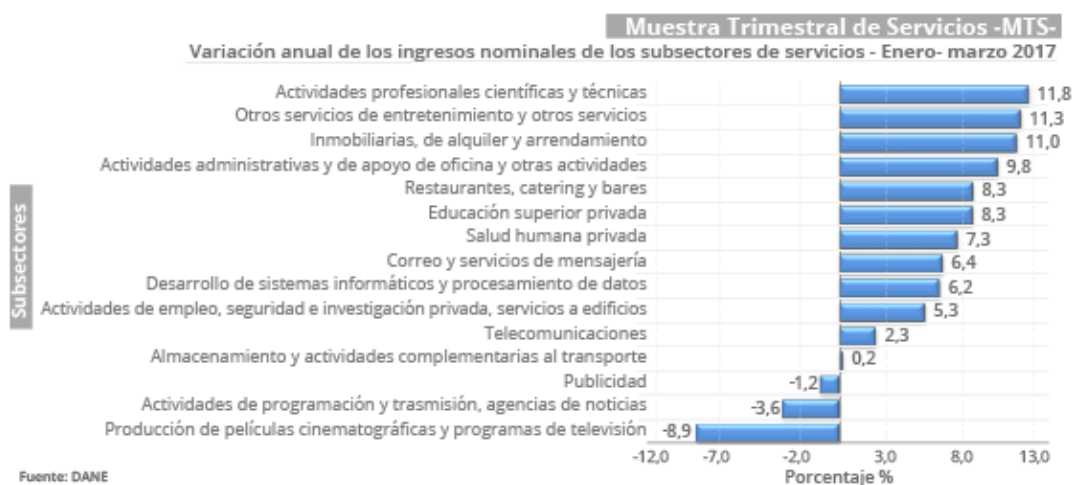 Muestra Trimestral de Servicios -MTS-
Variación anual de los ingresos nominales de los subsectores de servicios - Enero- marzo 2017
Subsectores
Actividades profesionales científicas y técnicas 11,8
Otros servicios de entretenimiento y otros servicios 11,3
Inmobiliarias, de alquiler y arrendamiento 11,0
Actividades administrativas y de apoyo de oficina y otras actividades 9,8
Restaurantes, catering y bares 8,3
Educación superior privada 8,3
Salud humana privada 7,3
Correo y servicios de mensajería 6,4
Desarrollo de sistemas informáticos y procesamiento de datos 6,2
Actividades de empleo, seguridad e investigación privada, servicios a edificios 5,3
Telecomunicaciones 2,3
Almacenamiento y actividades complementarias al transporte 0,2
Publicidad -1,2
Actividades de programación y trasmisión, agencias de noticias -3,6
Producción de películas cinematográficas y programas de televisión -8,9
-12,0 -7,0 -2,0 3,0 8,0 13,0
Porcentaje %
Fuente: DANE